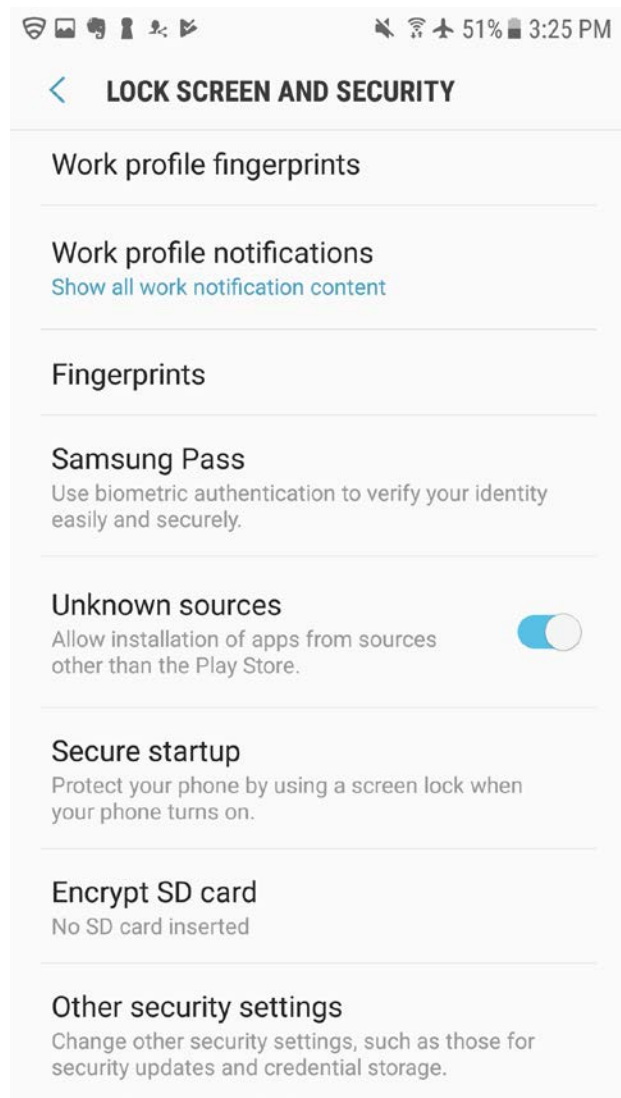 51% 3:25 PM
LOCK SCREEN AND SECURITY
Work profile fingerprints
Work profile notifications
Show all work notification content
Fingerprints
Samsung Pass
Use biometric authentication to verify your identity
easily and securely.
Unknown sources
Allow installation of apps from sources
other than the Play Store.
Secure startup
Protect your phone by using a screen lock when
your phone turns on.
Encrypt SD card
No SD card inserted
Other security settings
Change other security settings, such as those for
security updates and credential storage.